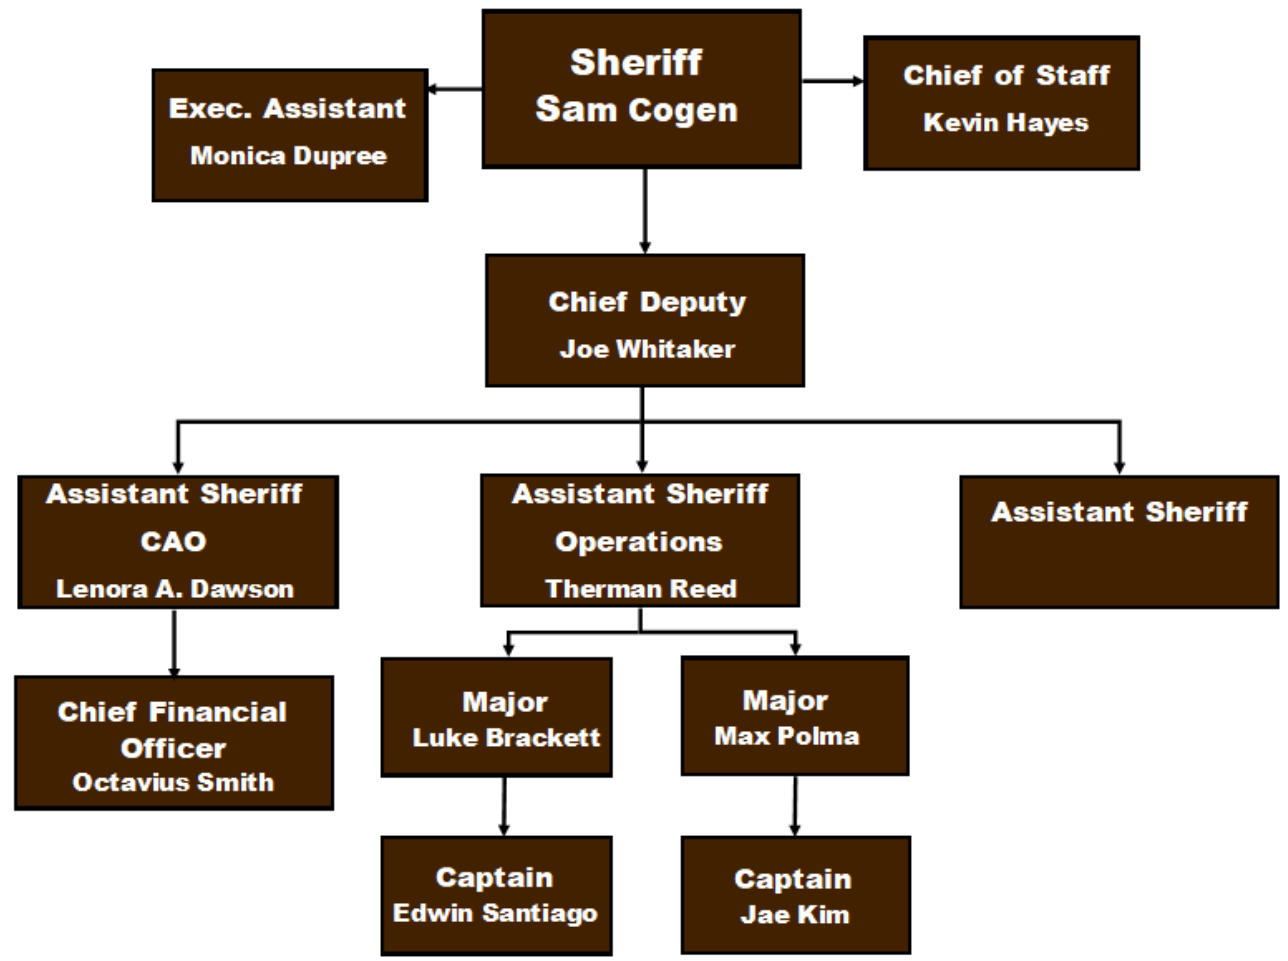 Sheriff
Sam Cogen
Exec. Assistant
Monica Dupree
Chief of Staff
Kevin Hayes
Chief Deputy
Joe Whitaker
Assistant Sheriff
CAO
Lenora A. Dawson
Assistant Sheriff
Operations
Therman Reed
Assistant Sheriff
Chief Financial
Officer
Octavius Smith
Major
Luke Brackett
Major
Max Polma
Captain
Edwin Santiago
Captain
Jae Kim